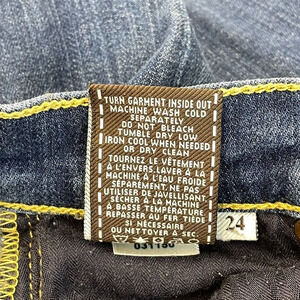 TURN GARMENT INSIDE OUT
MACHINE WASH COLD
SEPARATELY
DO NOT BLEACH
TUMBLE DRY LOW
IRON COOL WHEN NEEDED
OR DRY CLEAN
TOURNEZ LE VÊTEMENT
À L'ENVERS. LAVER À LA
MACHINE À L'EAU FROIDE
SÉPARÉMENT. NE PAS
UTILISER DE JAVELLISANT
SÉCHER À LA MACHINE
À BASSE TEMPÉRATURE
REPASSER AU FER TIÈDE
SI NÉCESSAIRE
OU NETTOYER À SEC
24